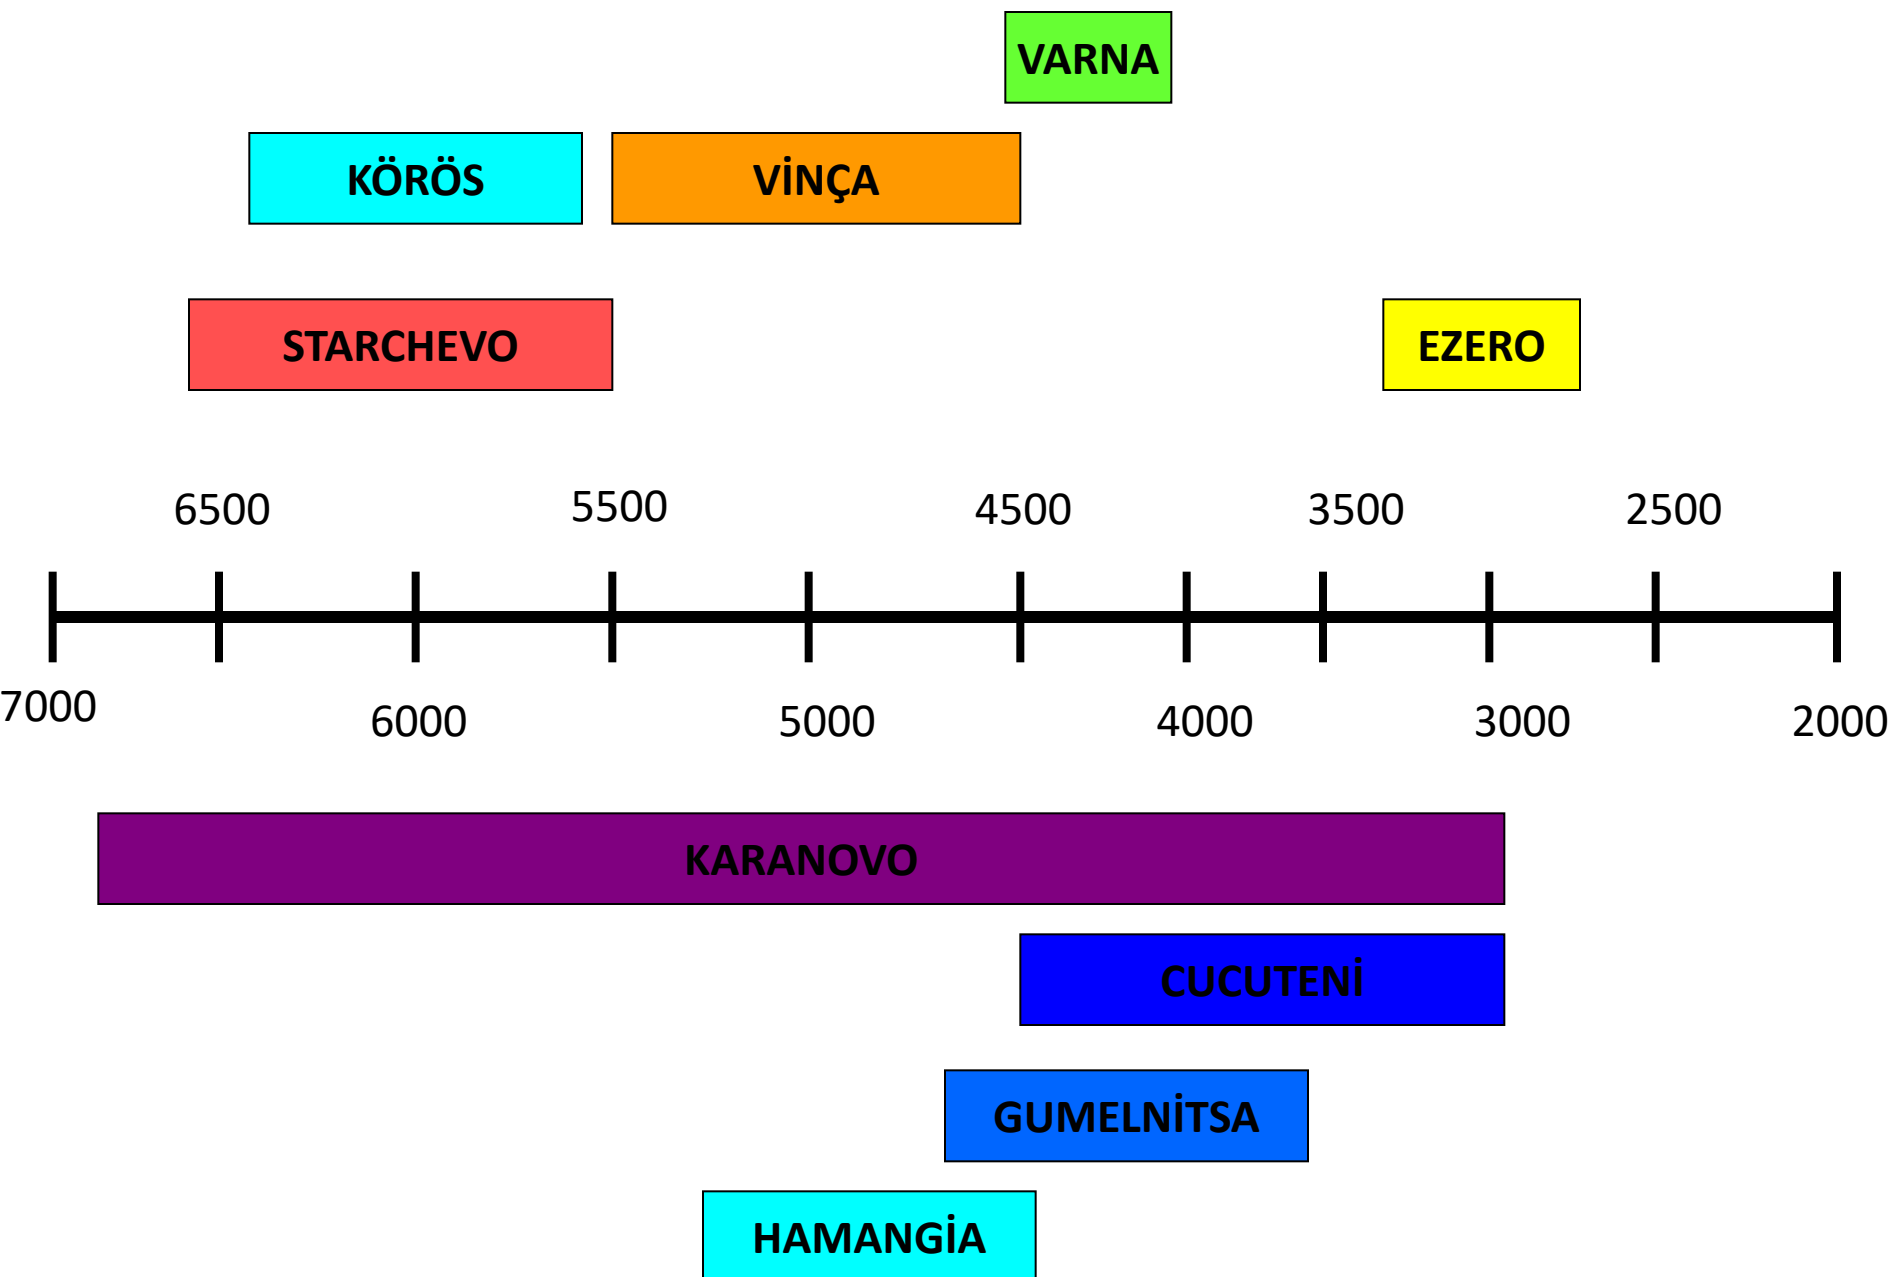 VARNA
KÖRÖS
VİNÇA
STARCHEVO
EZERO
6500
5500
4500
3500
2500
7000
6000
5000
4000
3000
2000
KARANOVO
CUCUTENİ
GUMELNİTSA
HAMANGİA